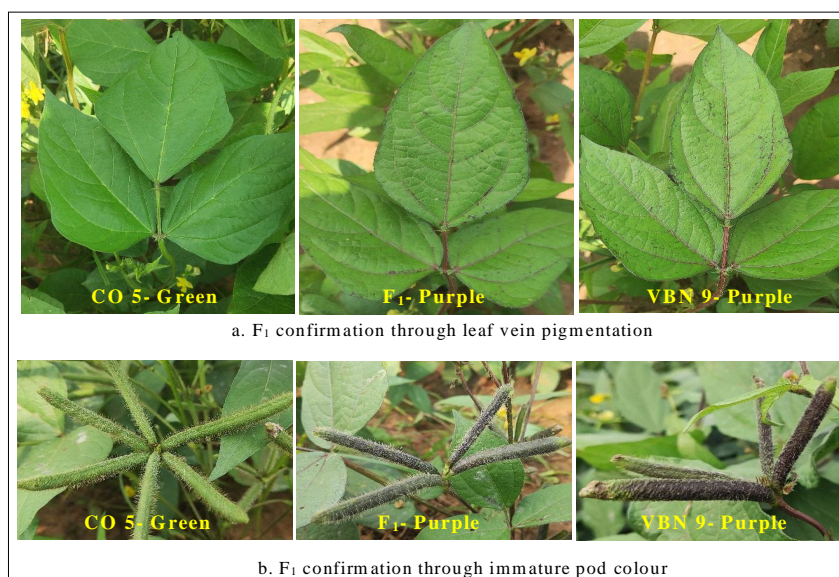 CO 5- Green
F₁- Purple
VBN 9- Purple
a. F₁ confirmation through leaf vein pigmentation
CO 5- Green
F₁- Purple
VBN 9- Purple
b. F₁ confirmation through immature pod colour